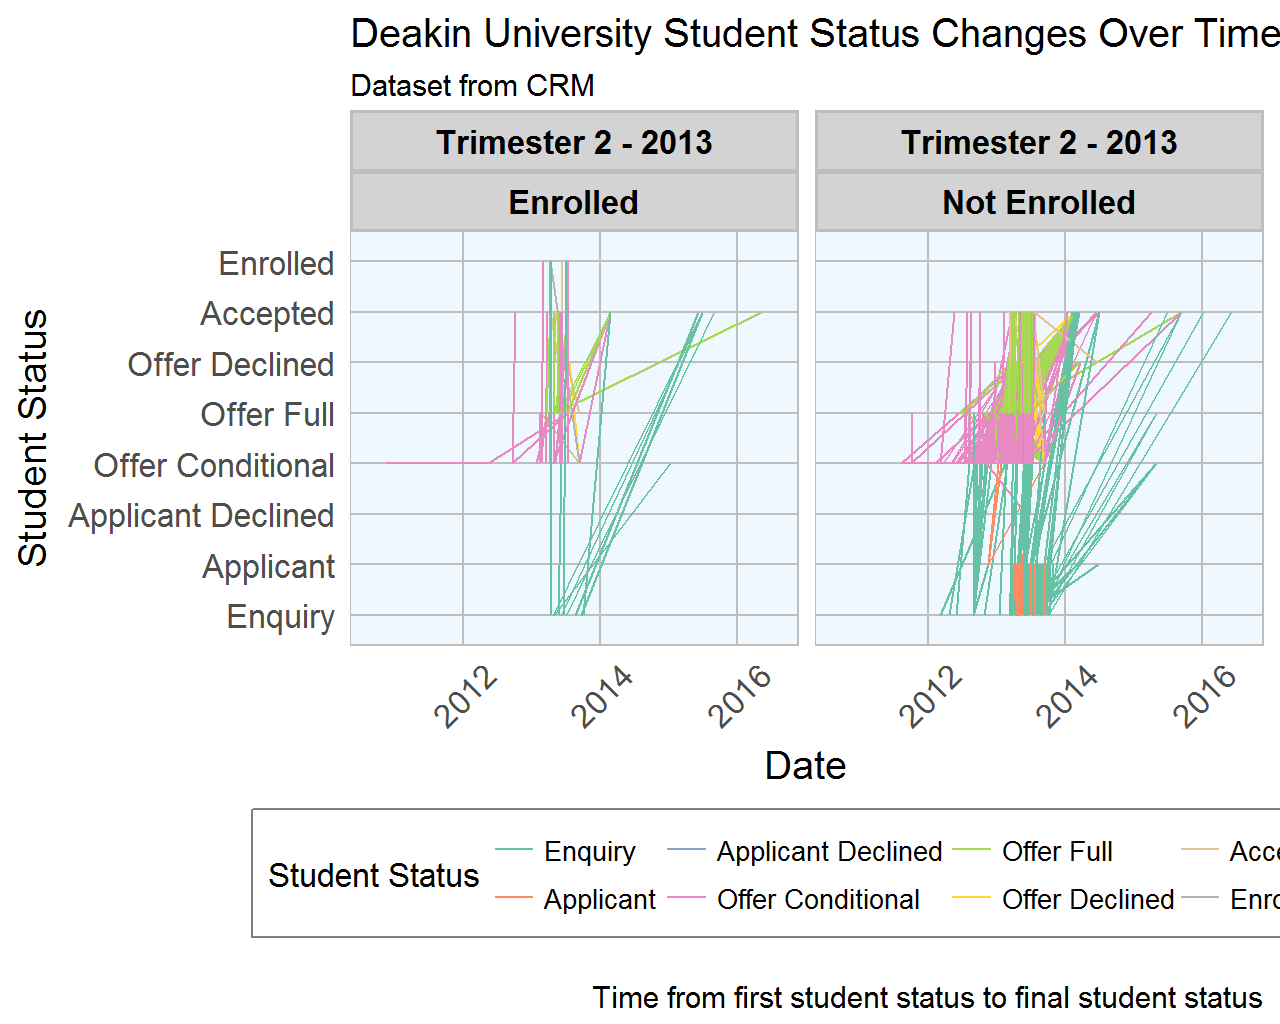 Deakin University Student Status Changes Over Time
Dataset from CRM
Trimester 2 - 2013
Trimester 2 - 2013
Enrolled
Not Enrolled
Student Status
Enrolled
Accepted
Offer Declined
Offer Full
Offer Conditional
Applicant Declined
Applicant
Enquiry
2012 2014 2016
2012 2014 2016
Date
Student Status
Enquiry Applicant Declined Offer Full
Applicant Offer Conditional Offer Declined
Time from first student status to final student status